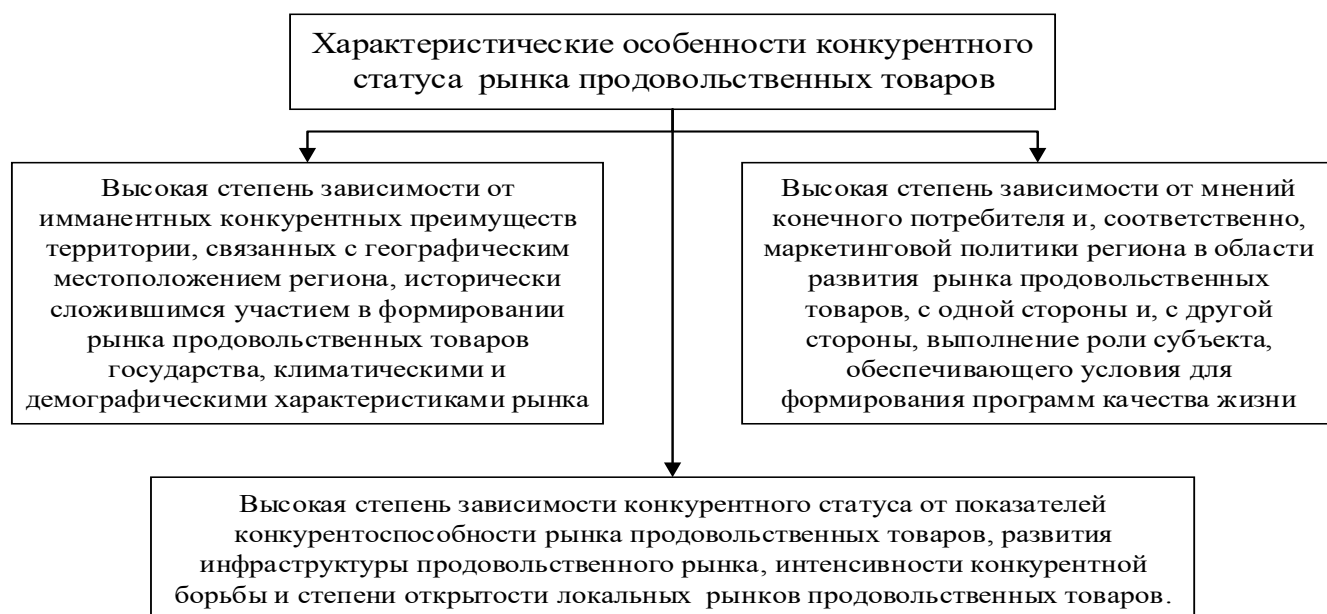 Характеристические особенности конкурентного
статуса рынка продовольственных товаров
Высокая степень зависимости от
имманентных конкурентных преимуществ
территории, связанных с географическим
местоположением региона, исторически
сложившимся участием в формировании
рынка продовольственных товаров
государства, климатическими и
демографическими характеристиками рынка
Высокая степень зависимости от мнений
конечного потребителя и, соответственно,
маркетинговой политики региона в области
развития рынка продовольственных
товаров, с одной стороны и, с другой
стороны, выполнение роли субъекта,
обеспечивающего условия для
формирования программ качества жизни
Высокая степень зависимости конкурентного статуса от показателей
конкурентоспособности рынка продовольственных товаров, развития
инфраструктуры продовольственного рынка, интенсивности конкурентной
борьбы и степени открытости локальных рынков продовольственных товаров.